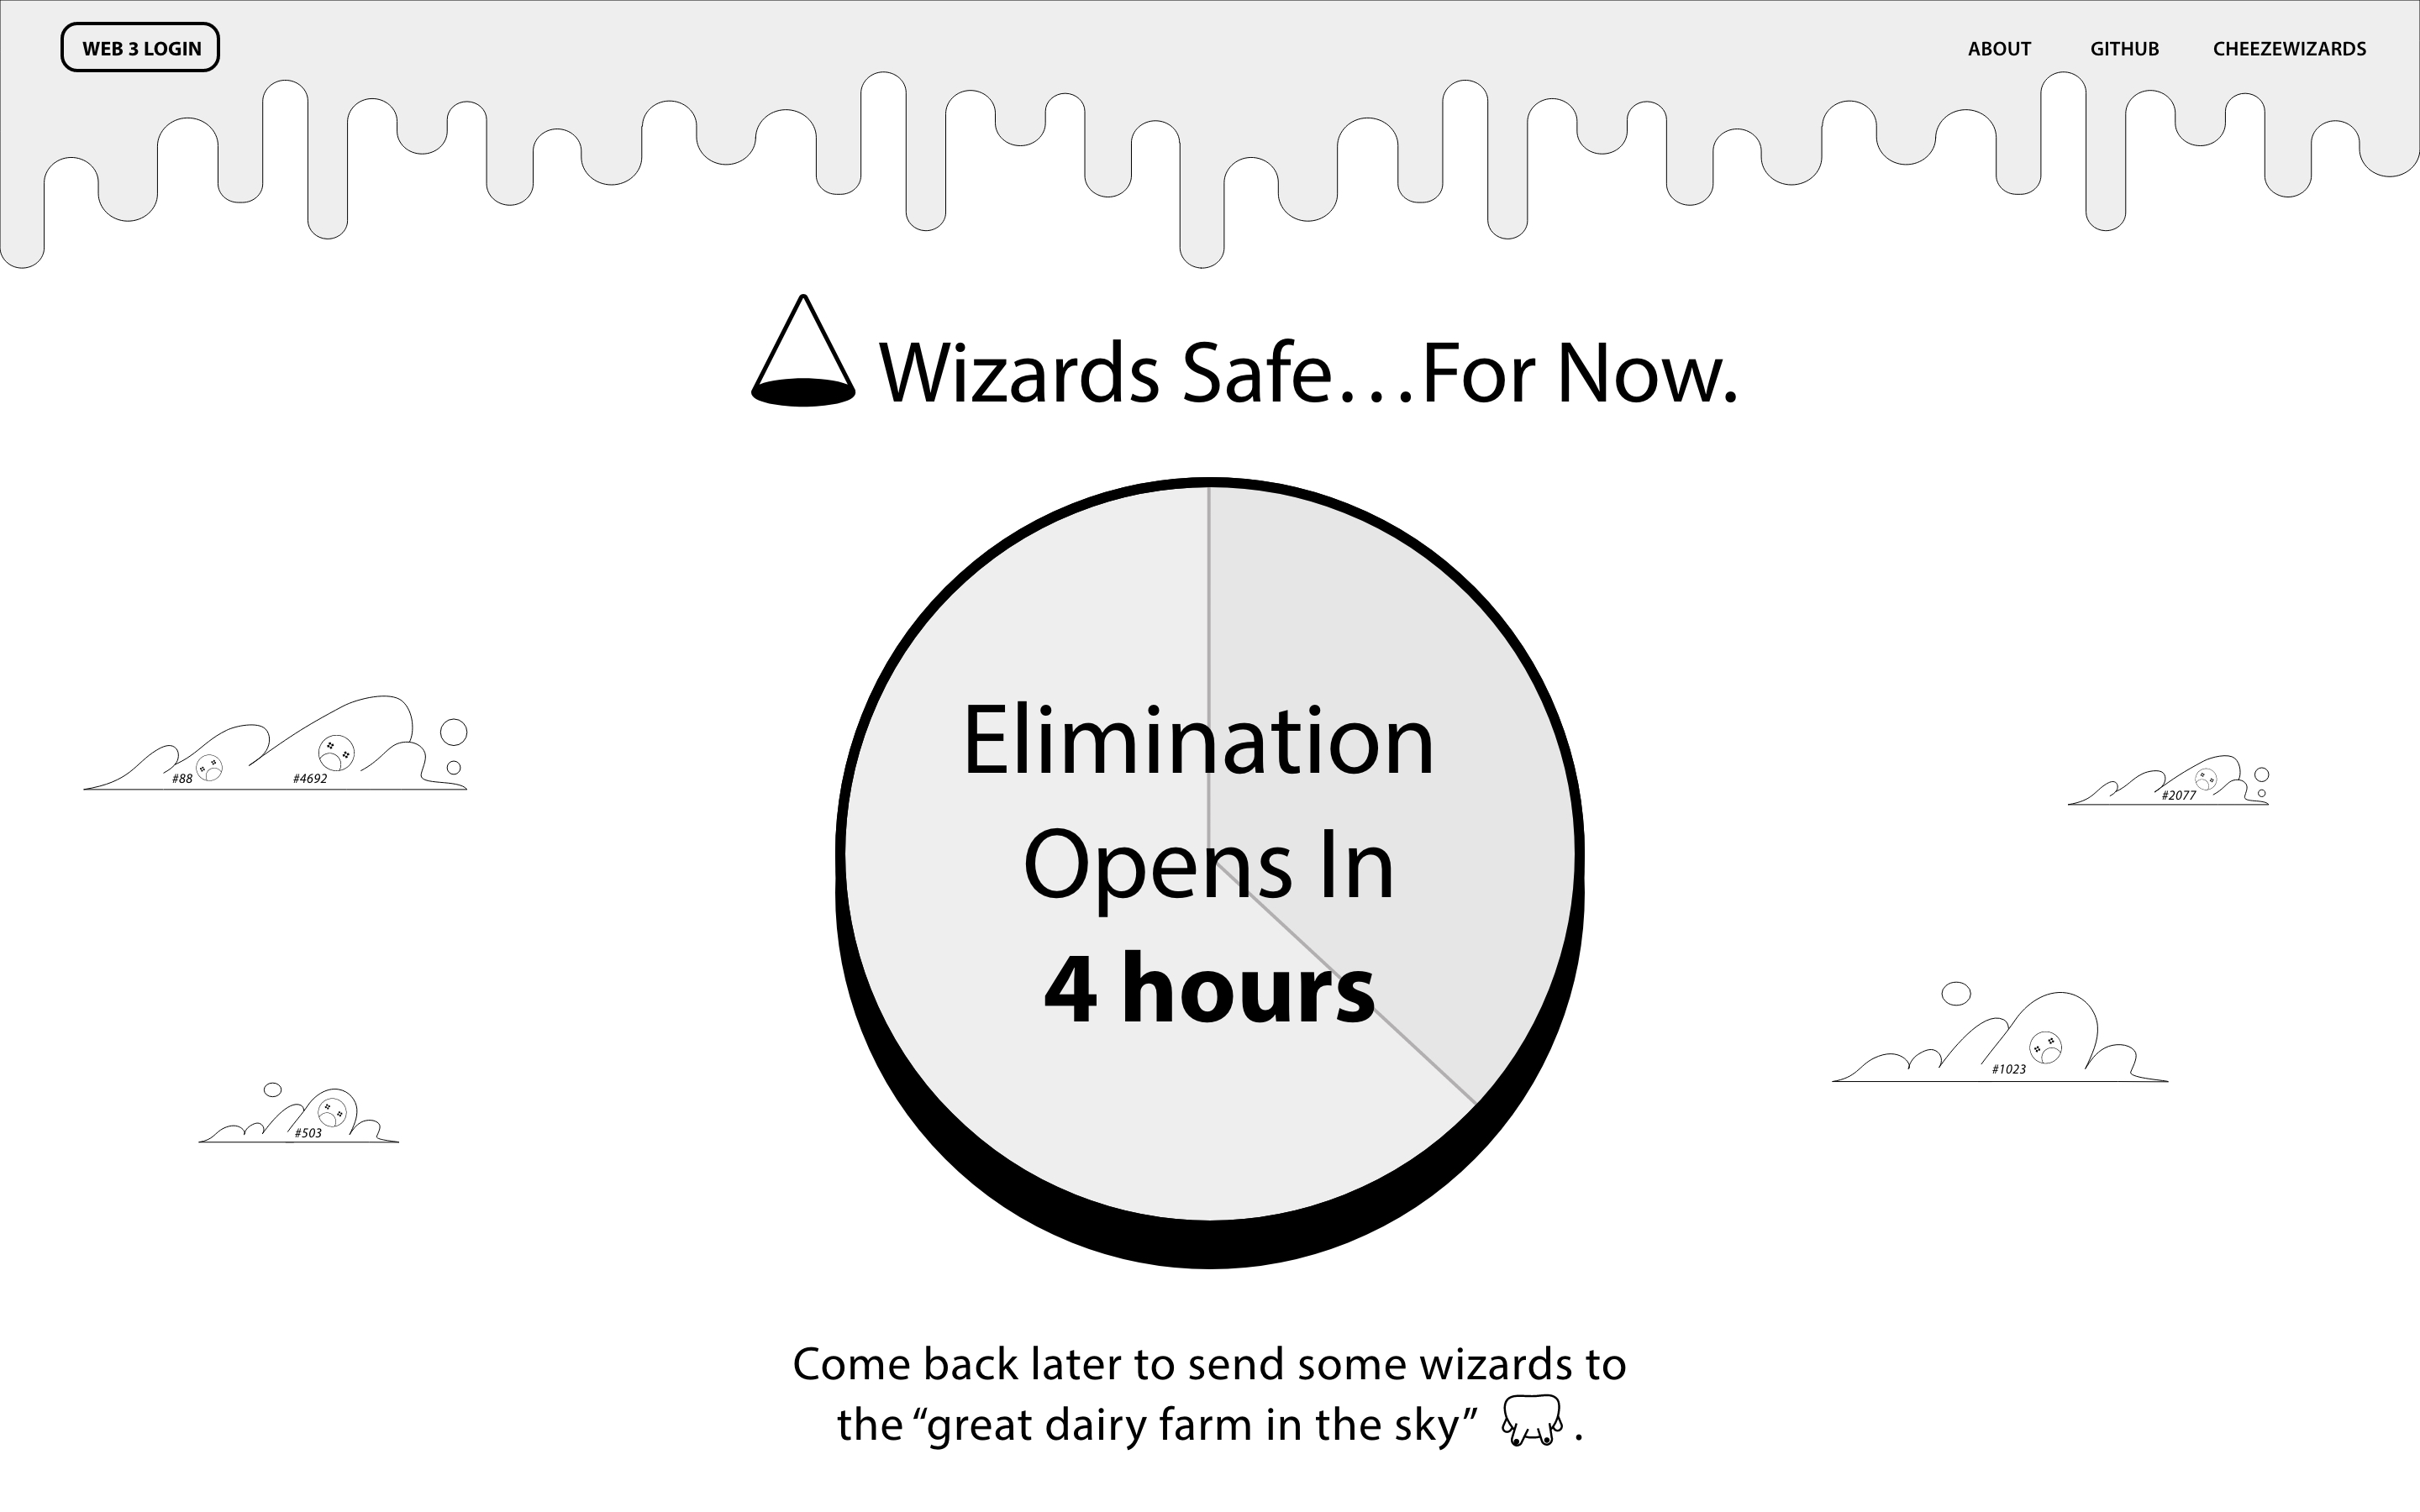 WEB 3 LOGIN
ABOUT
GITHUB
CHEEZEWIZARDS
Wizards Safe...For Now.
Elimination
Opens In
4 hours
#88
#4692
#2077
#503
#1023
Come back later to send some wizards to
the “great dairy farm in the sky” .